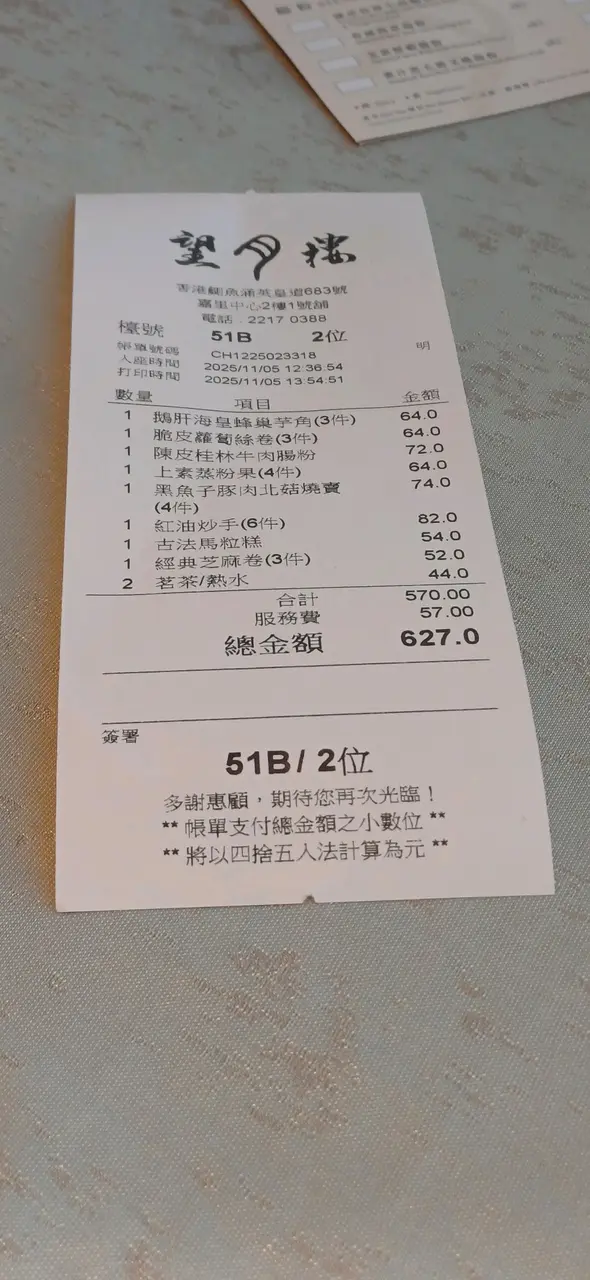 望月楼
香港鰂魚涌英皇道683號
嘉里中心2樓1號舖
電話 : 2217 0388
檯號 51B 2位
帳單號碼 CH1225023318 明
入座時間 2025/11/05 12:36:54
打印時間 2025/11/05 13:54:51
數量 項目 金額
1 鵝肝海皇蜂巢芋角(3件) 64.0
1 脆皮蘿蔔絲卷(3件) 64.0
1 陳皮桂林牛肉腸粉 72.0
1 上素蒸粉果(4件) 64.0
1 黑魚子豚肉北菇燒賣 74.0
(4件)
1 紅油炒手(6件) 82.0
1 古法馬粒糕 54.0
1 經典芝麻卷(3件) 52.0
2 茗茶/熱水 44.0
合計 570.00
服務費 57.00
總金額 627.0
簽署
51B/ 2位
多謝惠顧，期待您再次光臨！
** 帳單支付總金額之小數位 **
** 將以四捨五入法計算為元 **